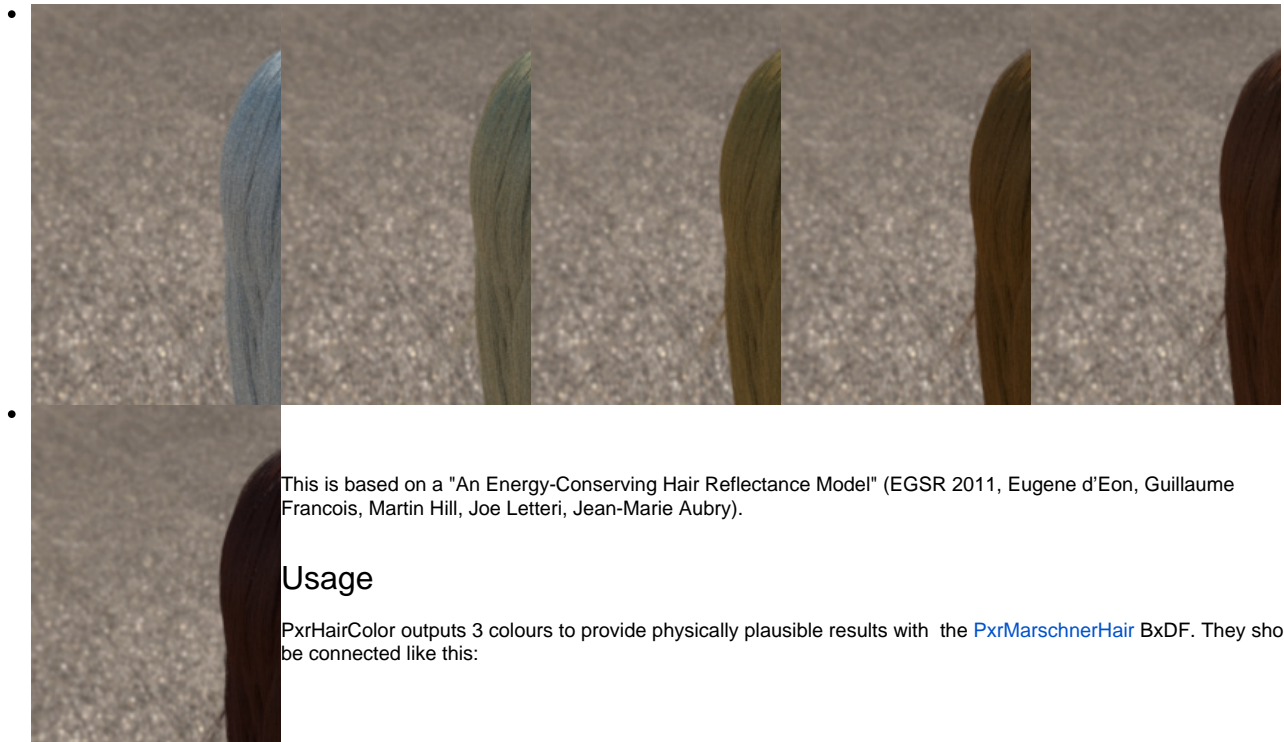 This is based on a "An Energy-Conserving Hair Reflectance Model" (EGSR 2011, Eugene d’Eon, Guillaume
Francois, Martin Hill, Joe Letteri, Jean-Marie Aubry).
Usage
PxrHairColor outputs 3 colours to provide physically plausible results with  the PxrMarschnerHair BxDF. They sho
be connected like this: